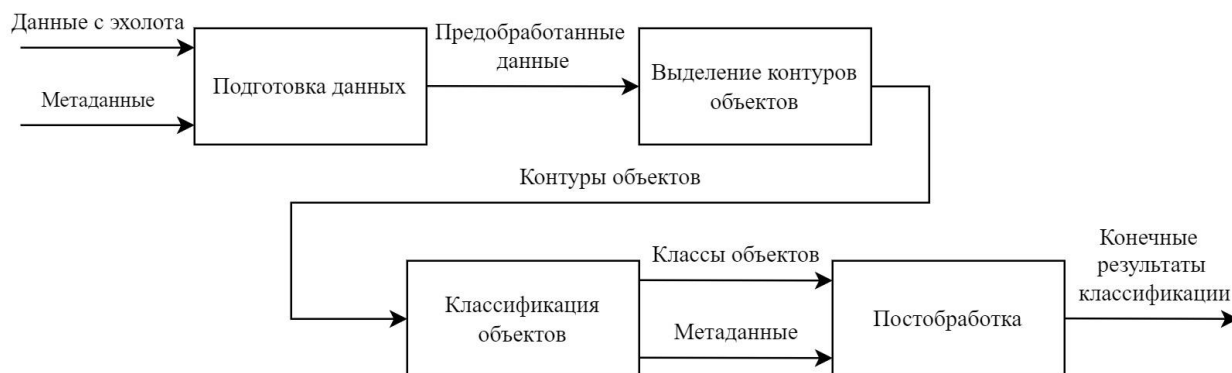 Данные с эхолота
Метаданные
Подготовка данных
Предобработанные
данные
Выделение контуров
объектов
Контуры объектов
Классификация
объектов
Классы объектов
Метаданные
Постобработка
Конечные
результаты
классификации